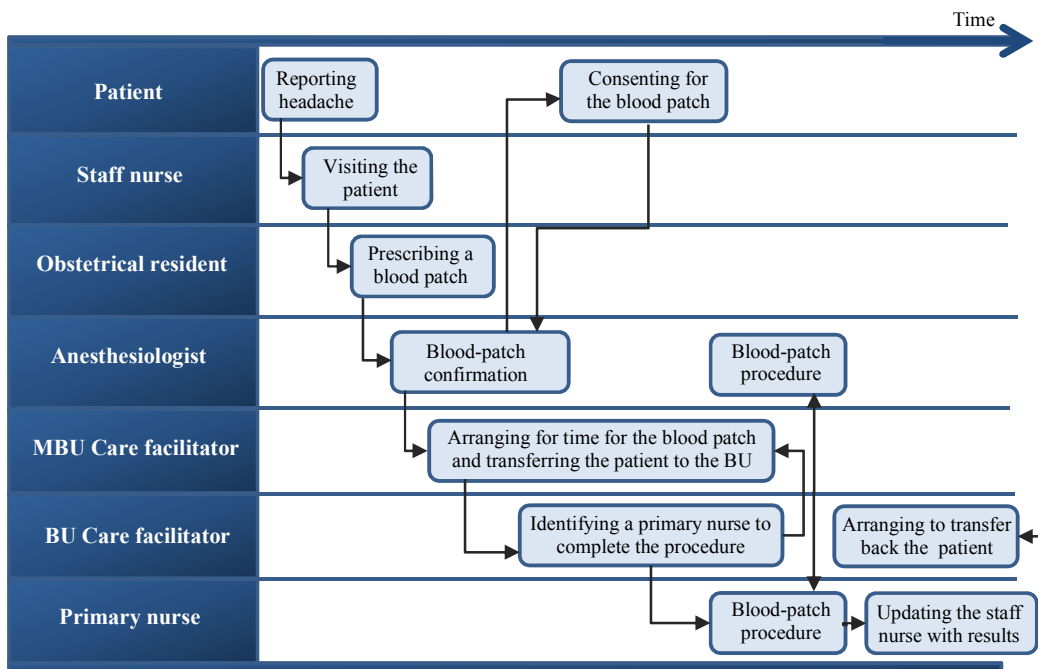 Time
Patient
Reporting
headache
Consenting for
the blood patch
Staff nurse
Visiting the
patient
Obstetrical resident
Prescribing a
blood patch
Anesthesiologist
Blood-patch
confirmation
Blood-patch
procedure
MBU Care facilitator
Arranging for time for the blood patch
and transferring the patient to the BU
BU Care facilitator
Identifying a primary nurse to
complete the procedure
Arranging to transfer
back the patient
Primary nurse
Blood-patch
procedure
Updating the staff
nurse with results